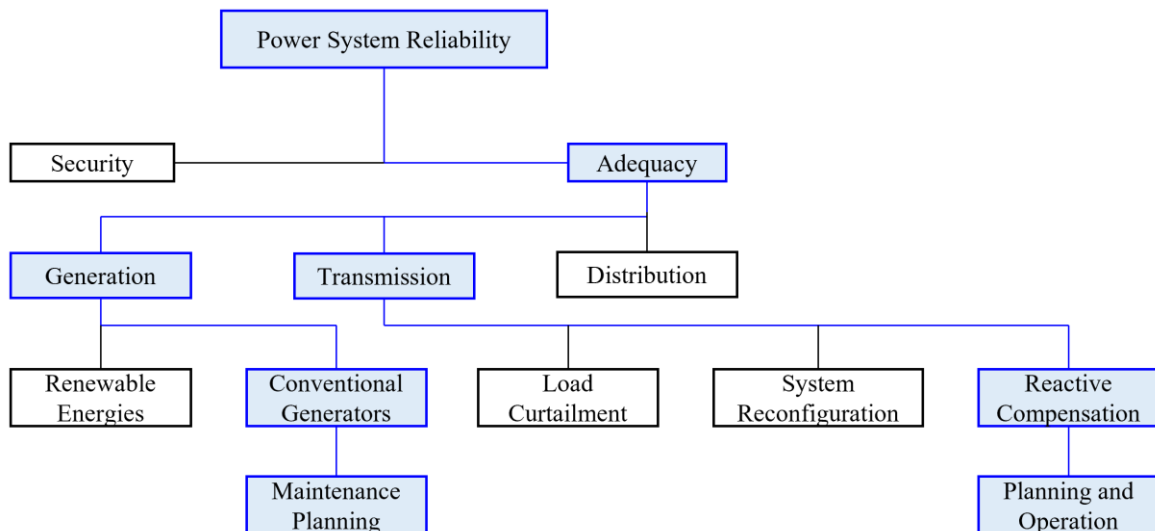 Power System Reliability
Security
Adequacy
Generation
Transmission
Distribution
Renewable
Energies
Conventional
Generators
Load
Curtailment
System
Reconfiguration
Reactive
Compensation
Maintenance
Planning
Planning and
Operation